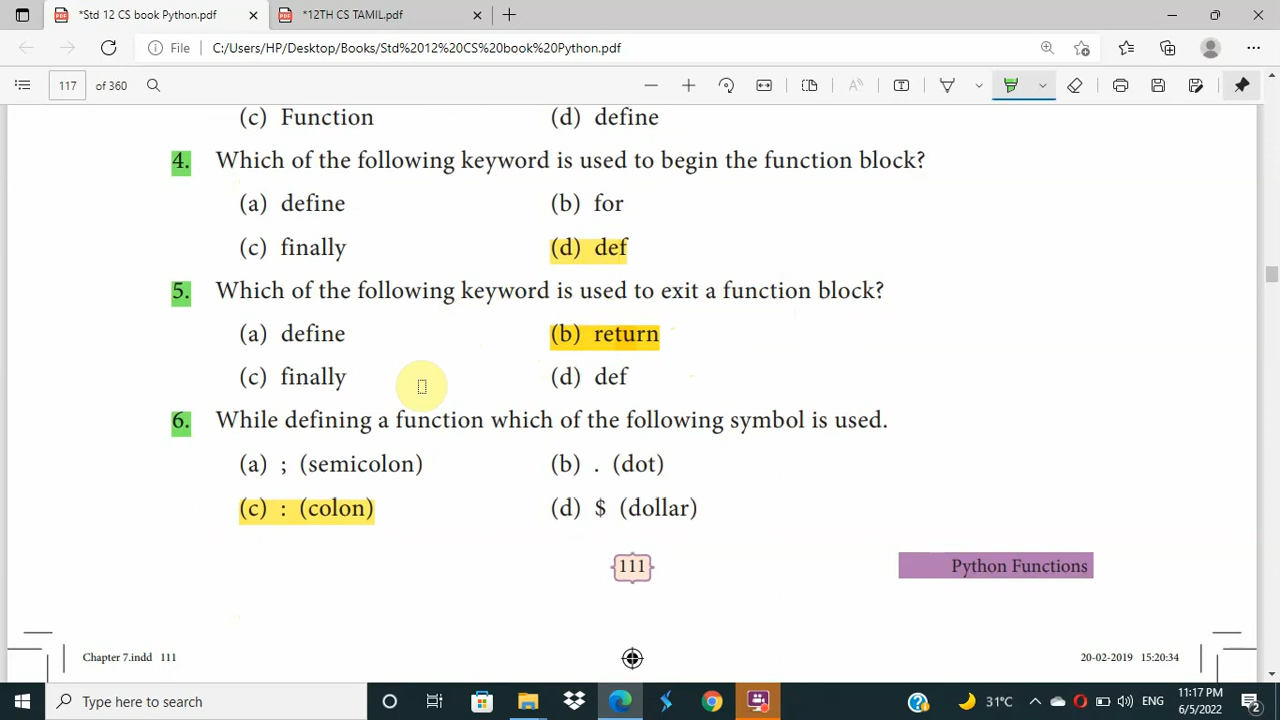 *Std 12 CS book Python.pdf
*12TH CS TAMIL.pdf
File C:/Users/HP/Desktop/Books/Std%2012%20CS%20book%20Python.pdf
117 of 360
(c) Function (d) define
4. Which of the following keyword is used to begin the function block?
(a) define (b) for
(c) finally (d) def
5. Which of the following keyword is used to exit a function block?
(a) define (b) return
(c) finally (d) def
6. While defining a function which of the following symbol is used.
(a) ; (semicolon) (b) . (dot)
(c) : (colon) (d) $ (dollar)
111 Python Functions
Chapter 7.indd 111 20-02-2019 15:20:34
Type here to search 31°C ENG 11:17 PM
6/5/2022 2